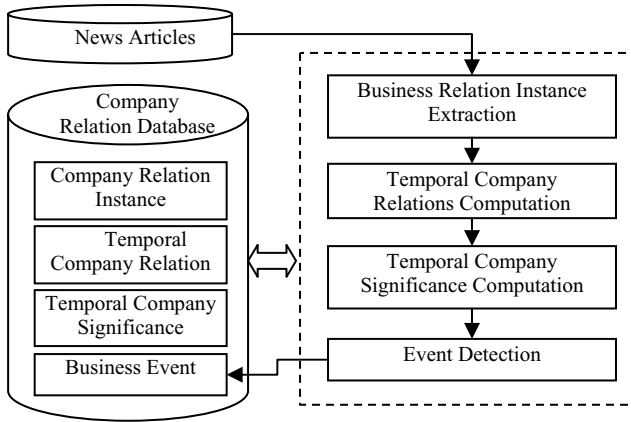 News Articles
Company
Relation Database
Company Relation
Instance
Temporal
Company Relation
Temporal Company
Significance
Business Event
Business Relation Instance
Extraction
Temporal Company
Relations Computation
Temporal Company
Significance Computation
Event Detection